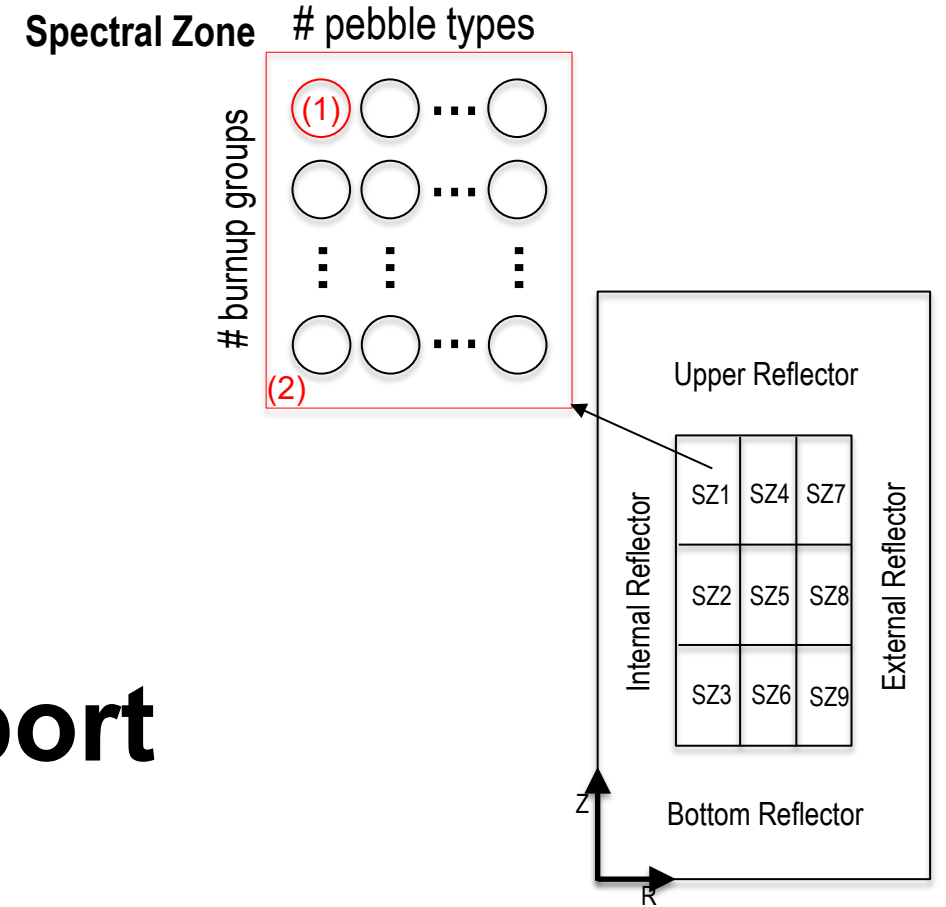 Spectral Zone
# pebble types
# burnup groups
(1)
...
...
...
(2)
Upper Reflector
Internal Reflector
SZ1 SZ4 SZ7
SZ2 SZ5 SZ8
SZ3 SZ6 SZ9
External Reflector
port
Z
Bottom Reflector
R